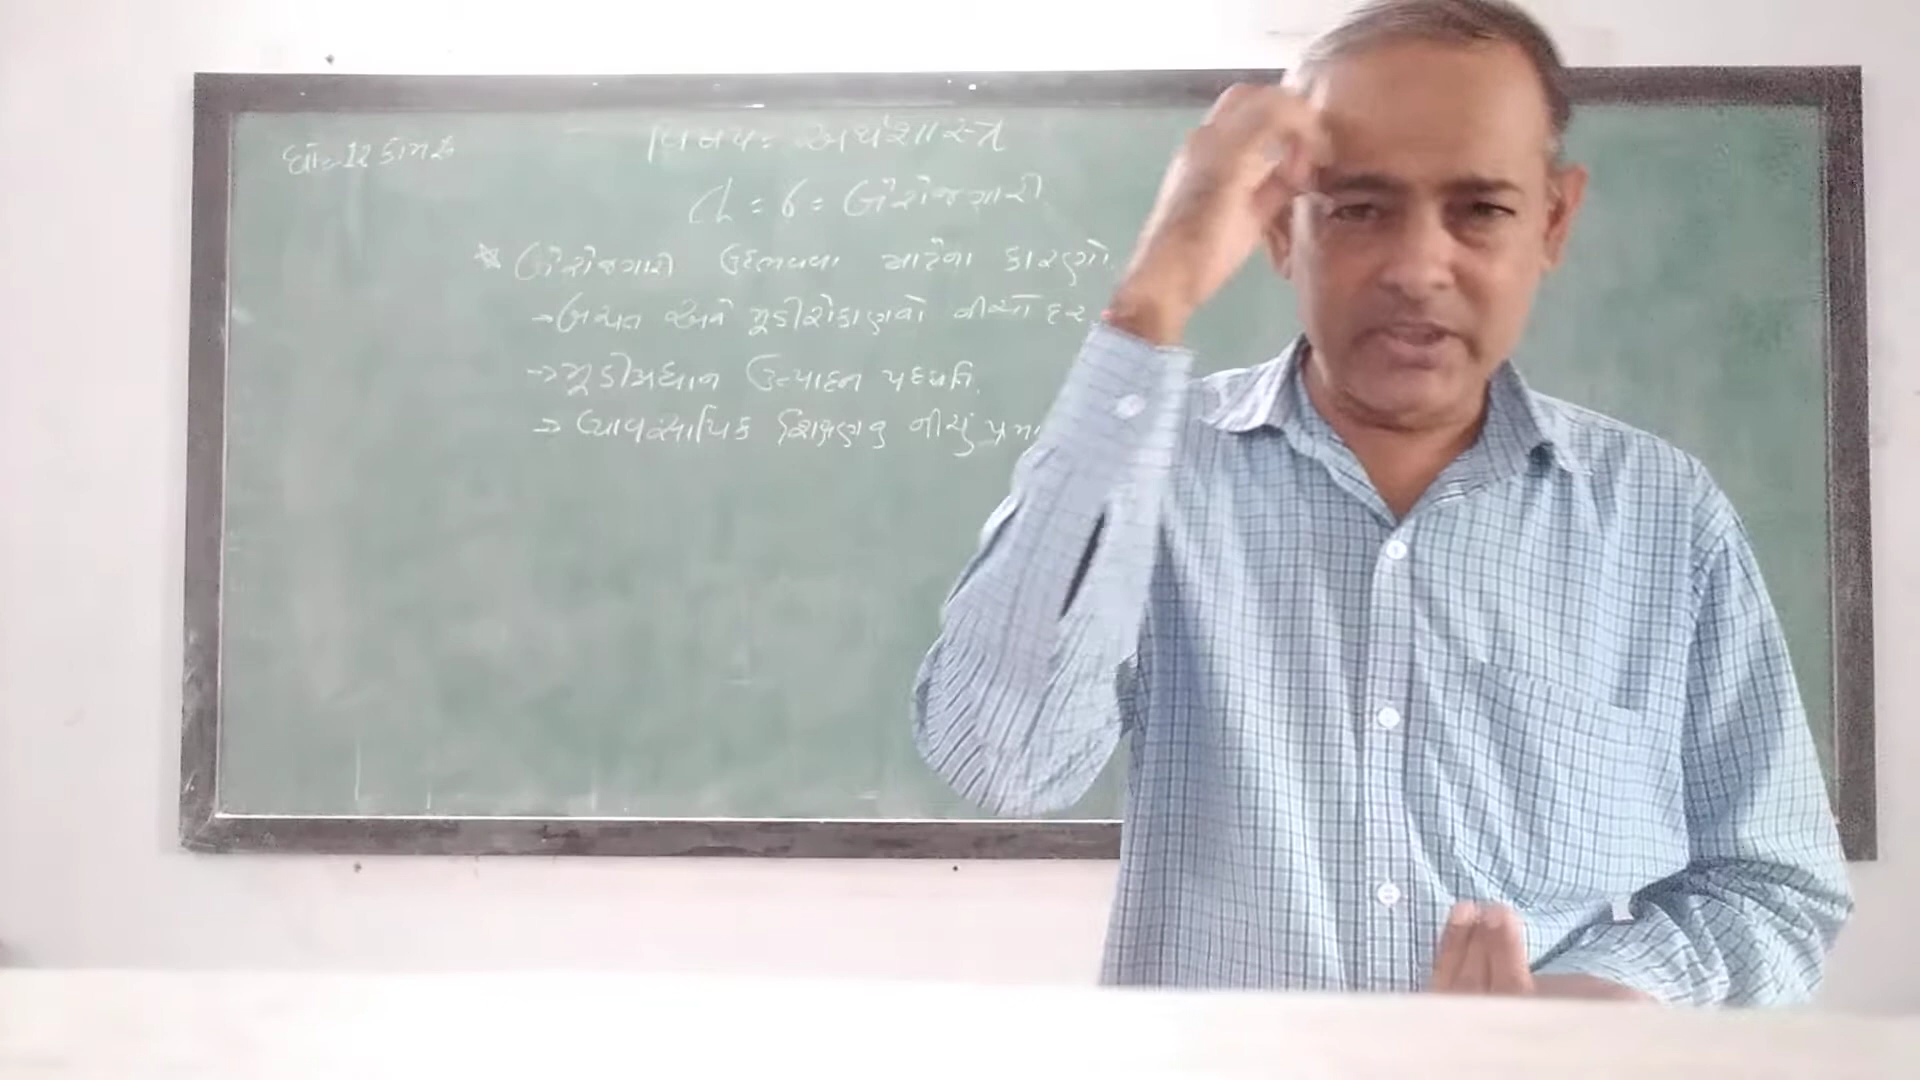 ધોરણ 12 કોમર્સ
વિષય: અર્થશાસ્ત્ર
ch = 6 = બેરોજગારી
* બેરોજગારી ઉદ્દભવવા માટેના કારણો.
→ બચત અને મૂડીરોકાણનો નીચો દર.
→ મૂડીપ્રધાન ઉત્પાદન પદ્ધતિ.
→ વ્યાવસાયિક શિક્ષણનુ નીચું